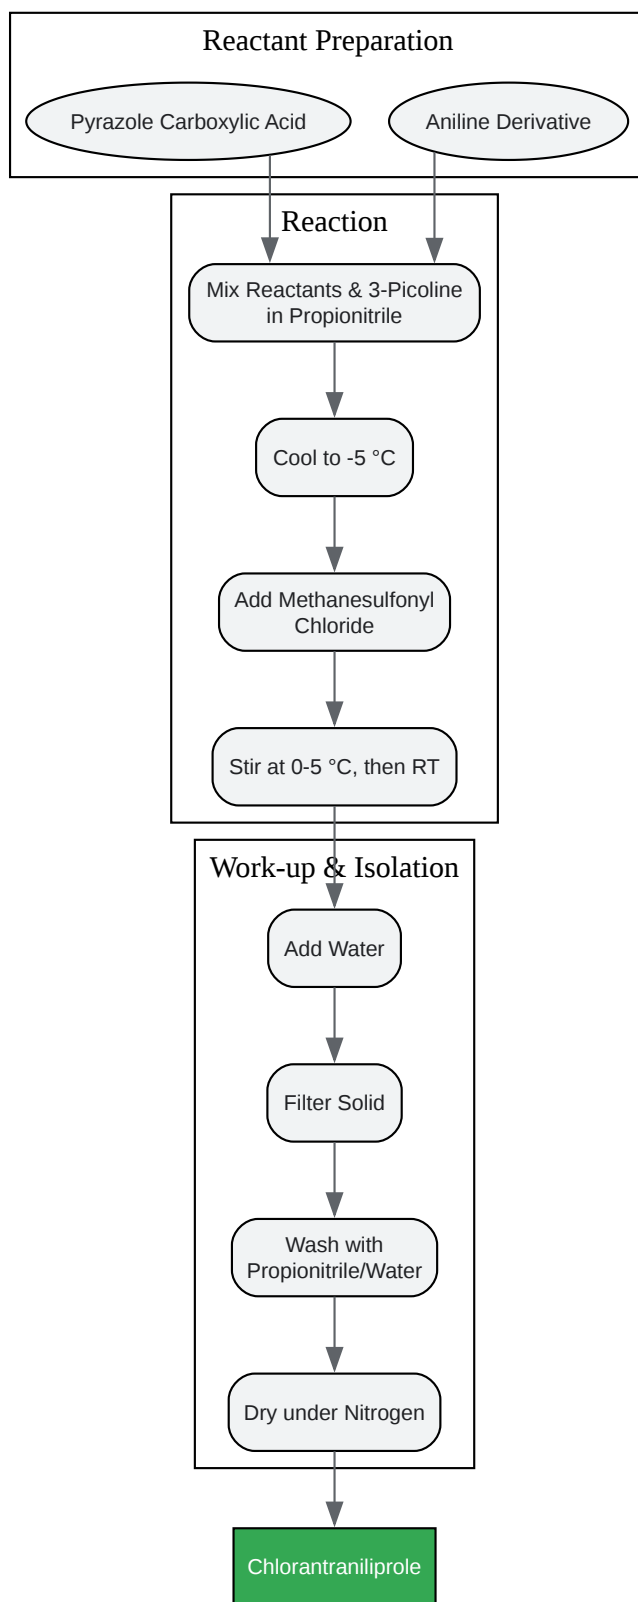 Reactant Preparation
Pyrazole Carboxylic Acid
Aniline Derivative
Reaction
Mix Reactants & 3-Picoline
in Propionitrile
Cool to -5 °C
Add Methanesulfonyl
Chloride
Stir at 0-5 °C, then RT
Work-up & Isolation
Add Water
Filter Solid
Wash with
Propionitrile/Water
Dry under Nitrogen
Chlorantraniliprole